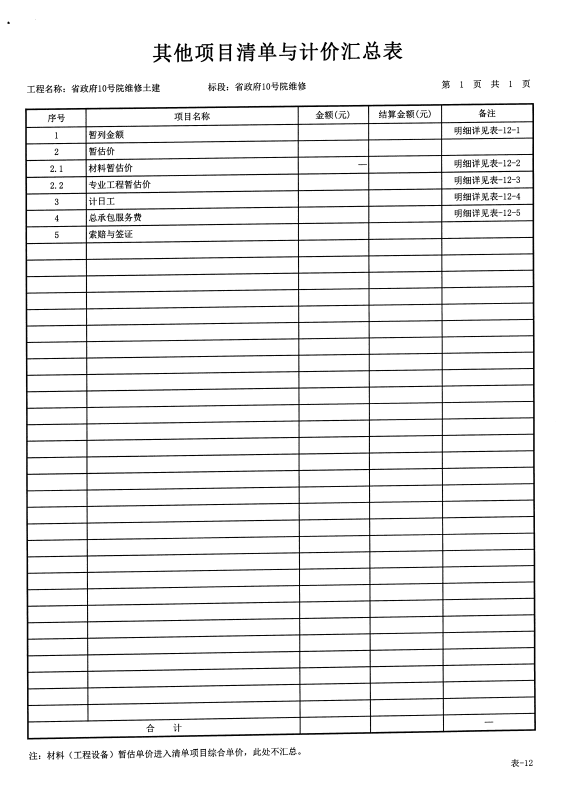 其他项目清单与计价汇总表
工程名称：省政府10号院维修土建 标段：省政府10号院维修 第 1 页 共 1 页
序号 项目名称 金额(元) 结算金额(元) 备注
1 暂列金额 明细详见表-12-1
2 暂估价
2.1 材料暂估价 — 明细详见表-12-2
2.2 专业工程暂估价 明细详见表-12-3
3 计日工 明细详见表-12-4
4 总承包服务费 明细详见表-12-5
5 索赔与签证
合 计 —
注：材料（工程设备）暂估单价进入清单项目综合单价，此处不汇总。
表-12